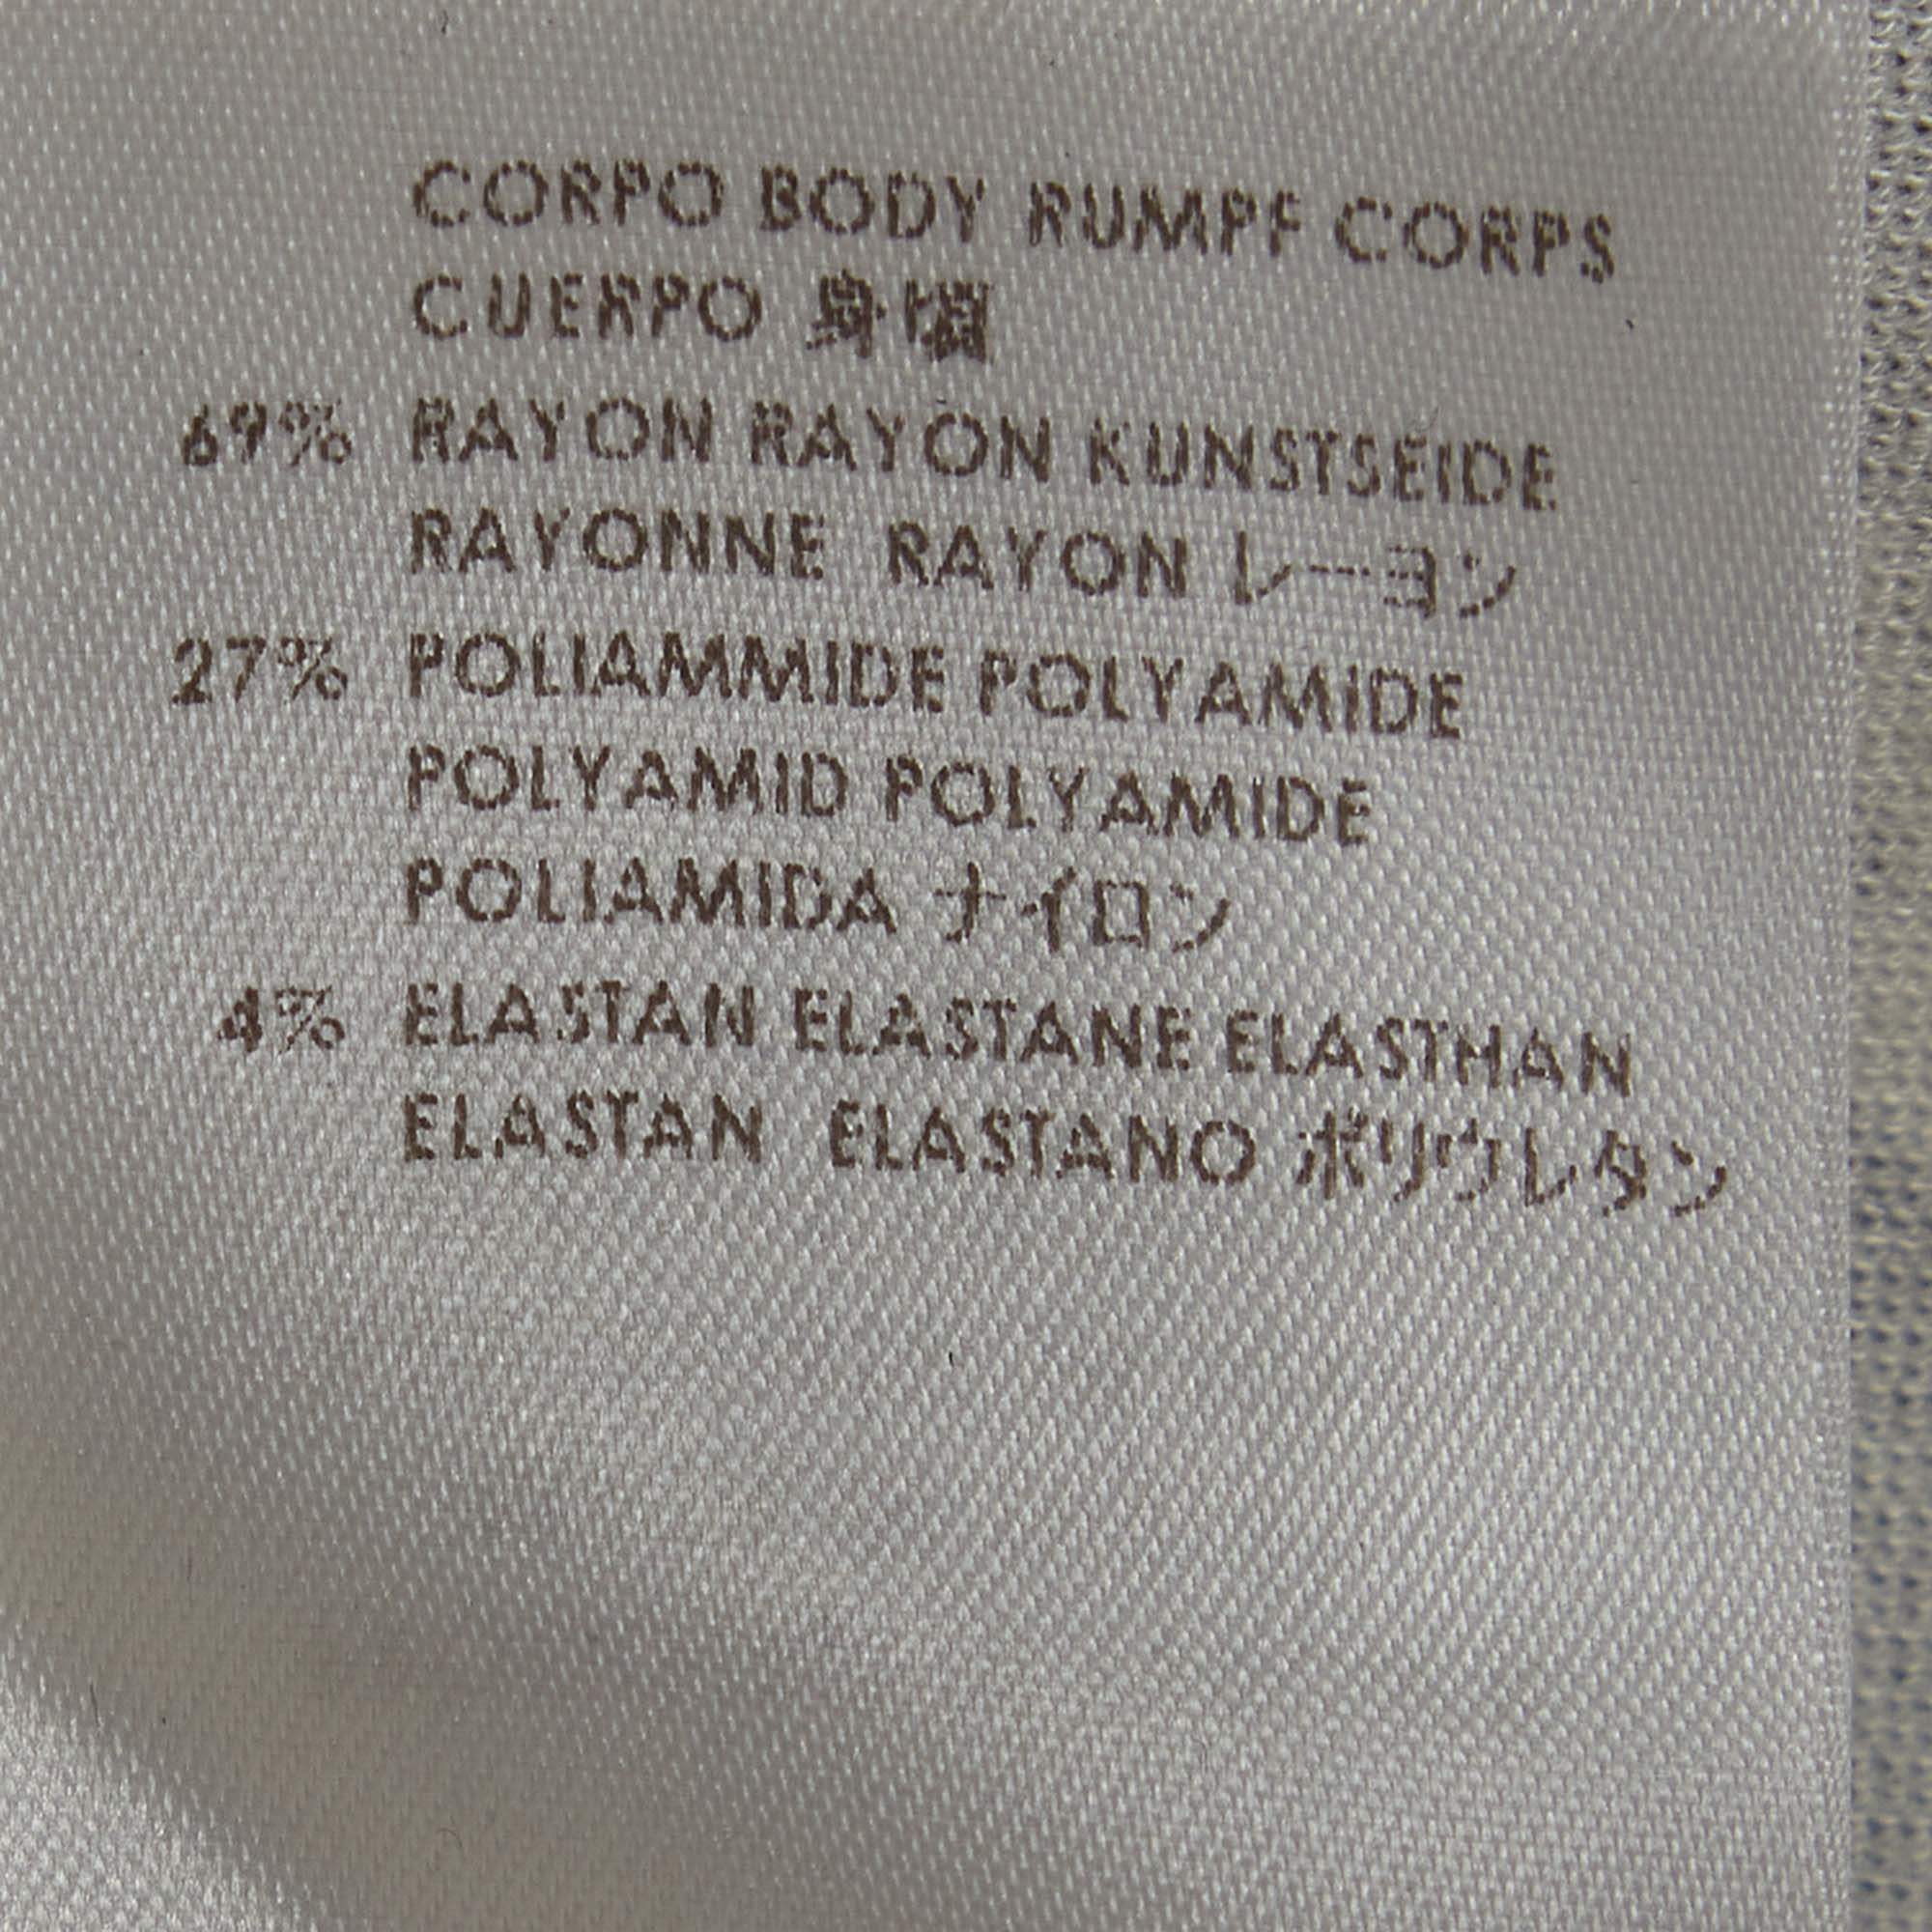 CORPO BODY RUMPF CORPS
CUERPO 身頃
69% RAYON RAYON KUNSTSEIDE
RAYONNE RAYON レーヨン
27% POLIAMMIDE POLYAMIDE
POLYAMID POLYAMIDE
POLIAMIDA ナイロン
4% ELASTAN ELASTANE ELASTHAN
ELASTAN ELASTANO ポリウレタン